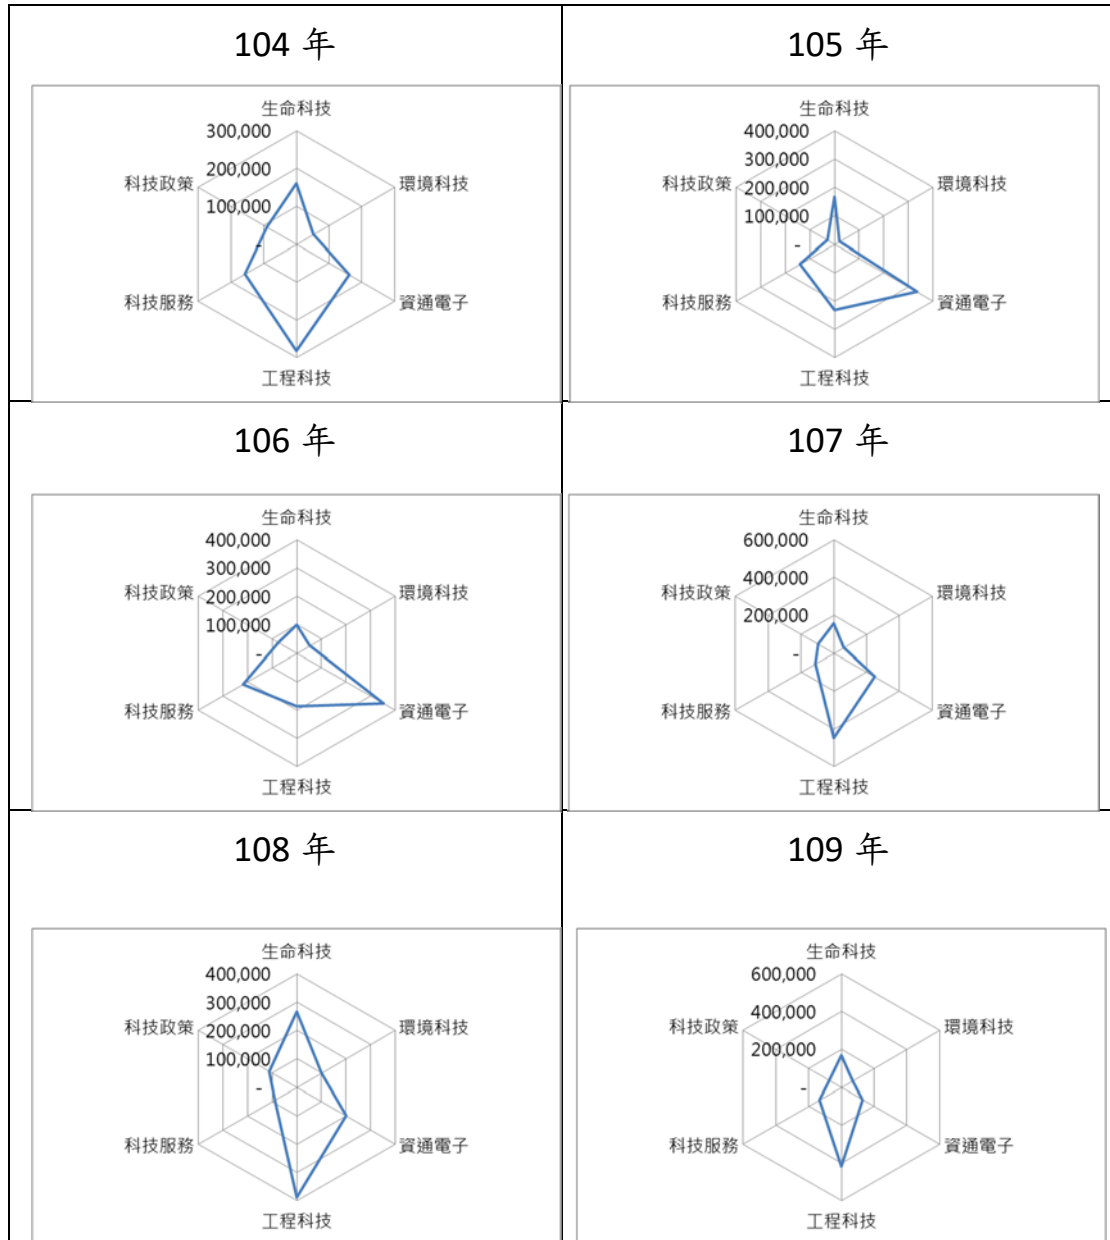 104 年
生命科技
300,000
200,000
科技政策
環境科技
100,000
-
科技服務
資通電子
工程科技
105 年
生命科技
400,000
300,000
科技政策
環境科技
200,000
100,000
-
科技服務
資通電子
工程科技
106 年
生命科技
400,000
300,000
科技政策
環境科技
200,000
100,000
-
科技服務
資通電子
工程科技
107 年
生命科技
600,000
400,000
科技政策
環境科技
200,000
-
科技服務
資通電子
工程科技
108 年
生命科技
400,000
300,000
科技政策
環境科技
200,000
100,000
-
科技服務
資通電子
工程科技
109 年
生命科技
600,000
400,000
科技政策
環境科技
200,000
-
科技服務
資通電子
工程科技